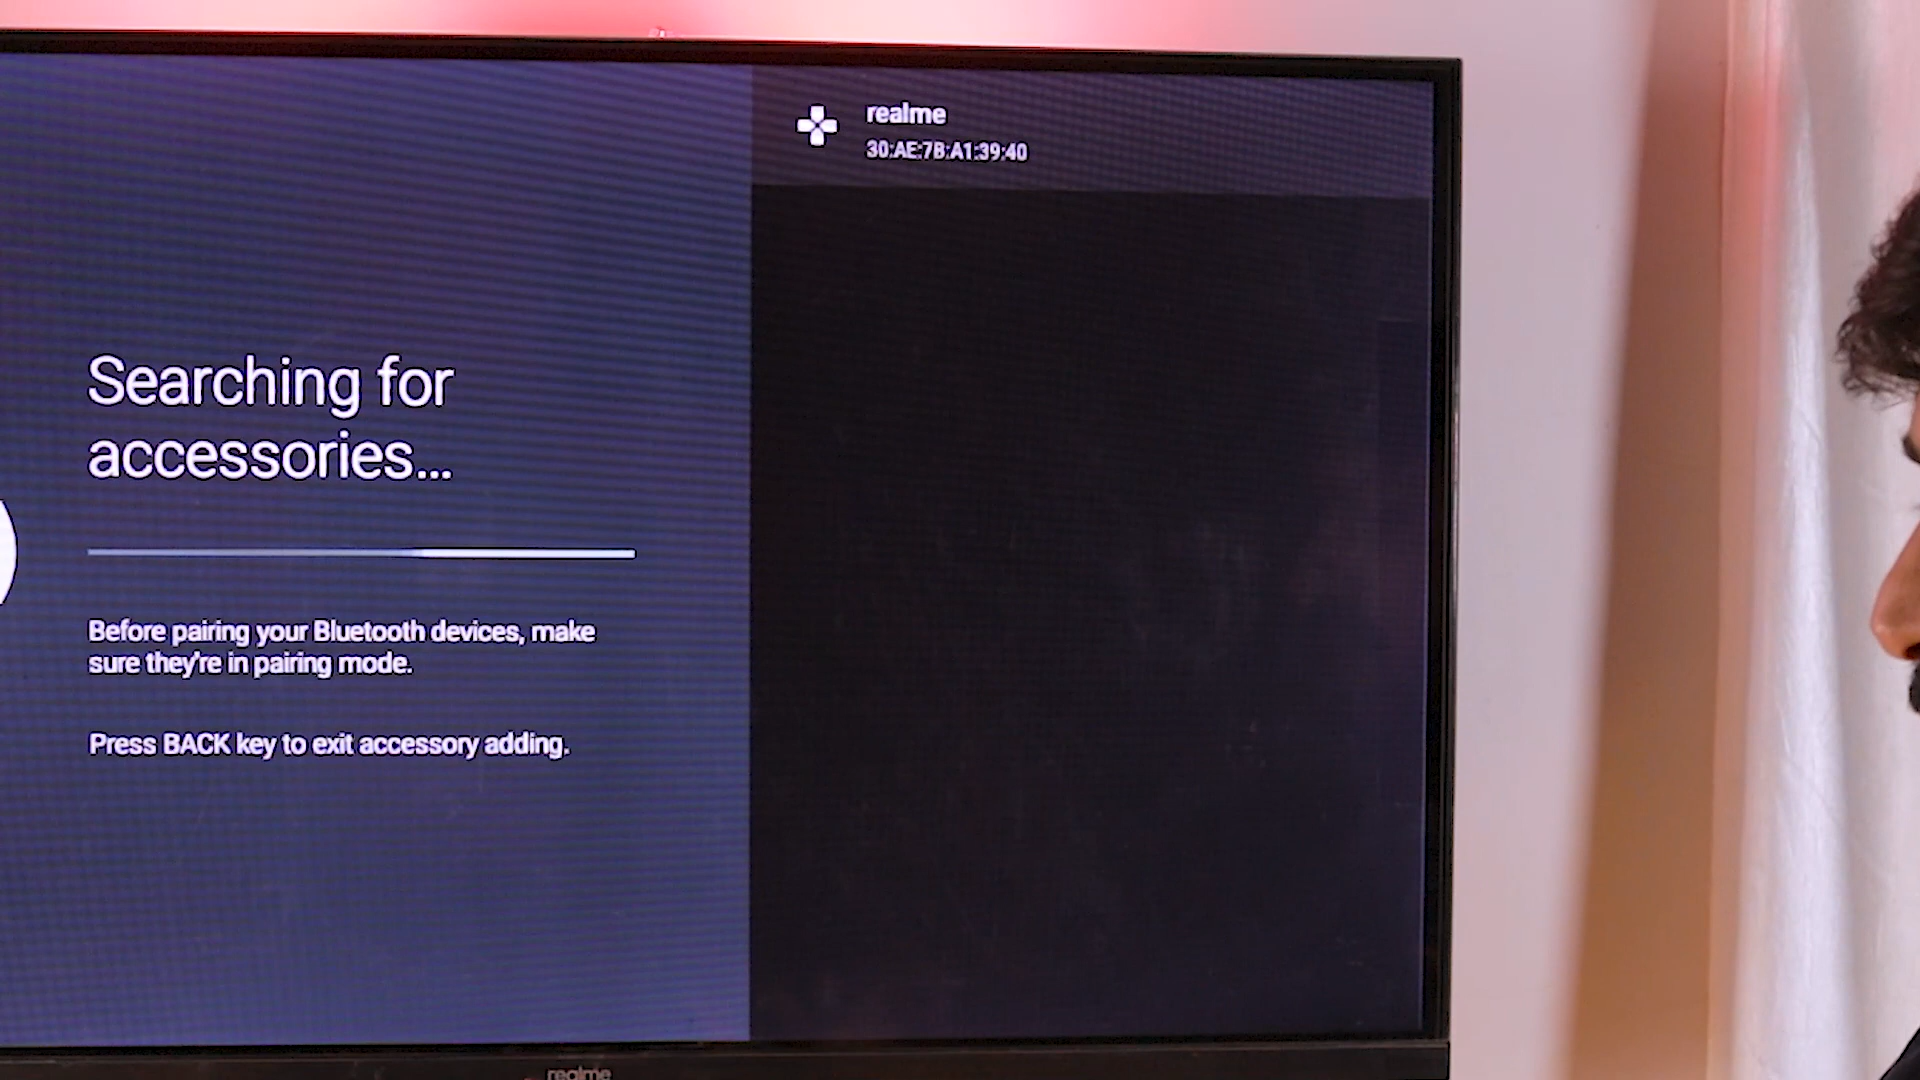 realme
30:AE:7B:A1:39:40
Searching for
accessories...
Before pairing your Bluetooth devices, make
sure they're in pairing mode.
Press BACK key to exit accessory adding.
realme